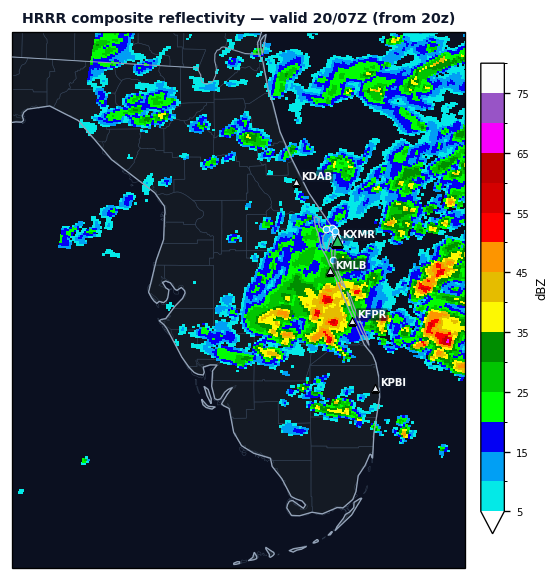 HRRR composite reflectivity — valid 20/07Z (from 20z)
KDAB
KXMR
KMLB
KFPR
KPBI
75
65
55
45
35
25
15
5
dBZ